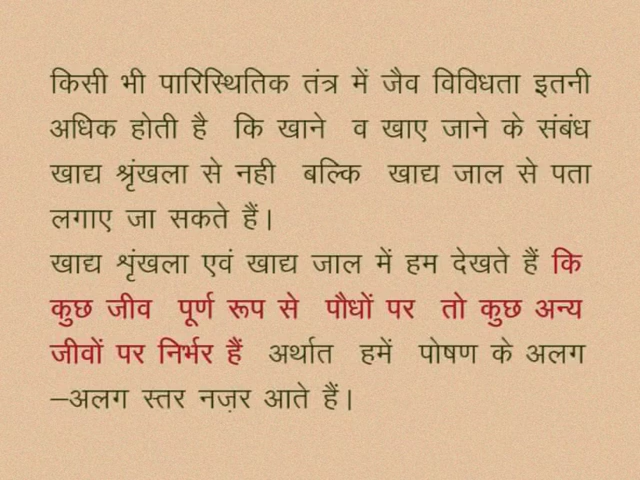 किसी भी पारिस्थितिक तंत्र में जैव विविधता इतनी
अधिक होती है कि खाने व खाए जाने के संबंध
खाद्य श्रृंखला से नही बल्कि खाद्य जाल से पता
लगाए जा सकते हैं।
खाद्य शृंखला एवं खाद्य जाल में हम देखते हैं कि
कुछ जीव पूर्ण रूप से पौधों पर तो कुछ अन्य
जीवों पर निर्भर हैं अर्थात हमें पोषण के अलग
–अलग स्तर नज़र आते हैं।